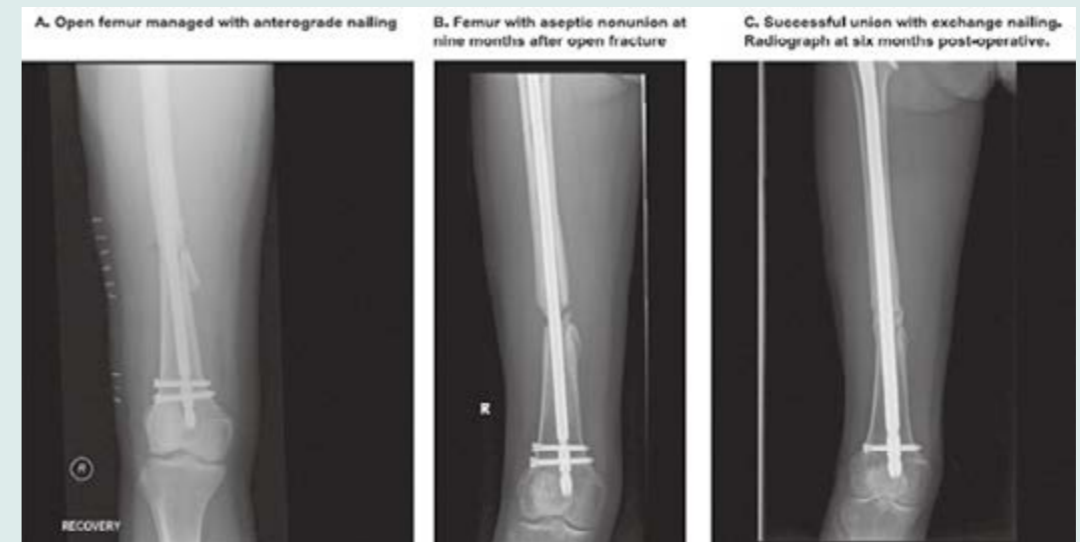 A. Open femur managed with anterograde nailing
B. Femur with aseptic nonunion at
nine months after open fracture
C. Successful union with exchange nailing.
Radiograph at six months post-operative.
R
R
RECOVERY